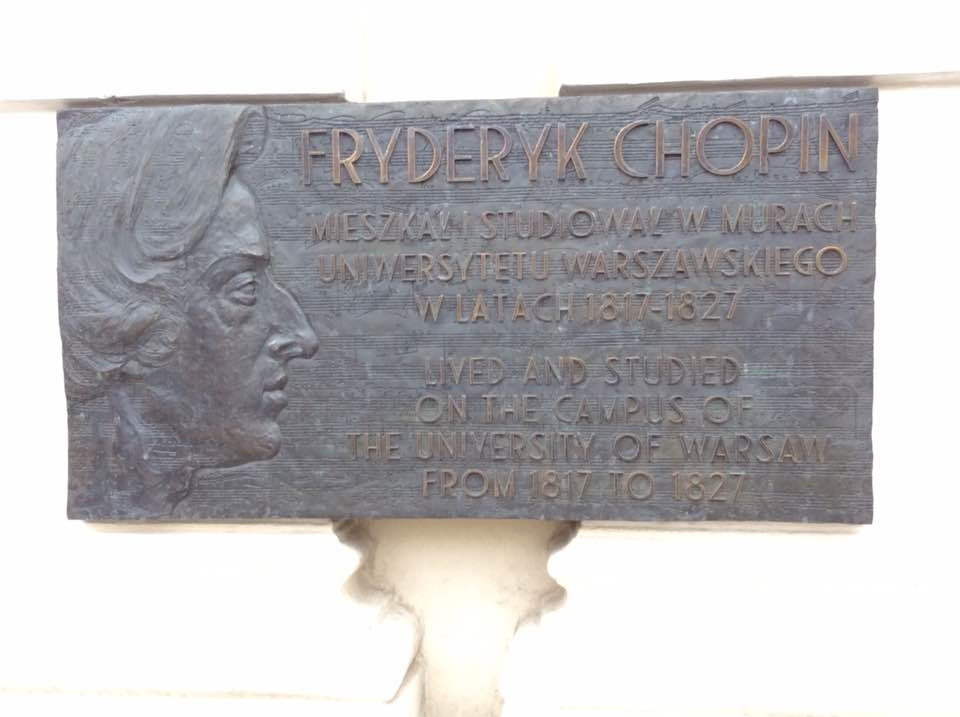 FRYDERYK CHOPIN
MIESZKAŁ I STUDIOWAŁ W MURACH
UNIWERSYTETU WARSZAWSKIEGO
W LATACH 1817-1827
LIVED AND STUDIED
ON THE CAMPUS OF
THE UNIVERSITY OF WARSAW
FROM 1817 TO 1827